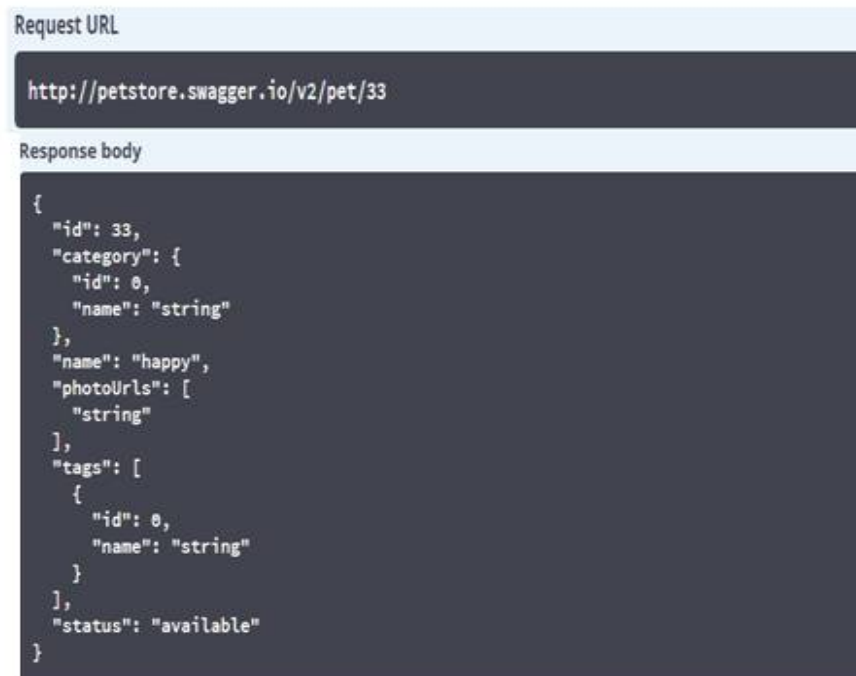 Request URL
http://petstore.swagger.io/v2/pet/33
Response body
{
  "id": 33,
  "category": {
    "id": 0,
    "name": "string"
  },
  "name": "happy",
  "photoUrls": [
    "string"
  ],
  "tags": [
    {
      "id": 0,
      "name": "string"
    }
  ],
  "status": "available"
}